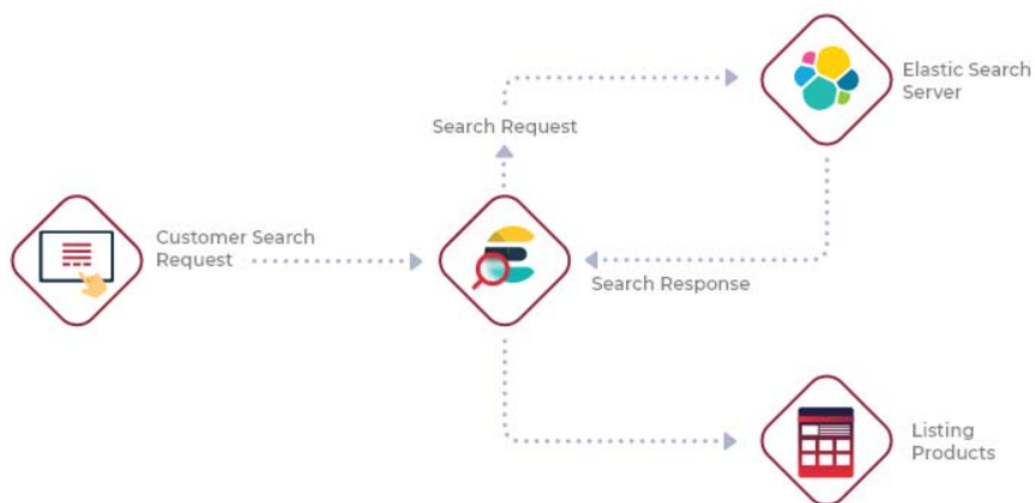 Elastic Search
Server
Search Request
Customer Search
Request
Search Response
Listing
Products